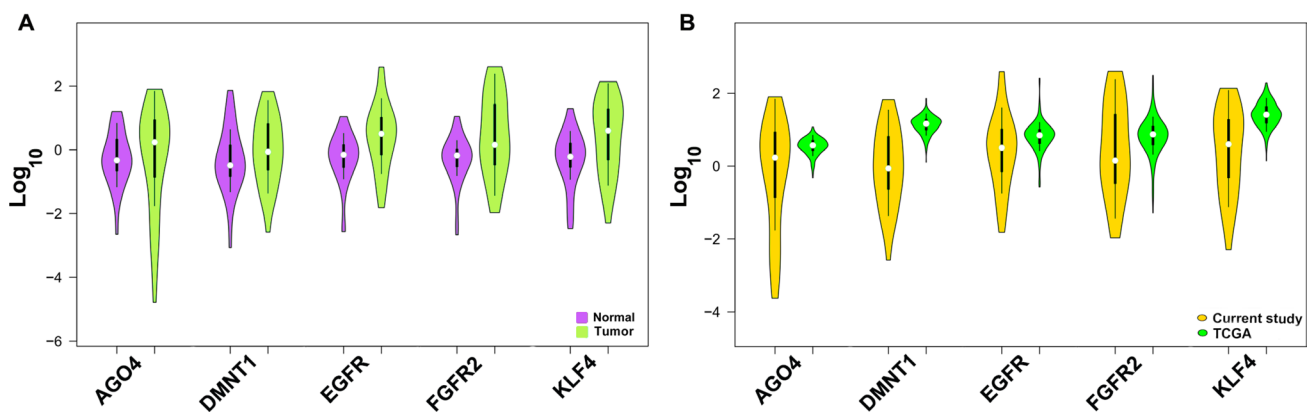 A
Log10
2
0
−2
−4
−6
Normal
Tumor
AGO4
DMNT1
EGFR
FGFR2
KLF4
B
Log10
2
0
−2
−4
Current study
TCGA
AGO4
DMNT1
EGFR
FGFR2
KLF4